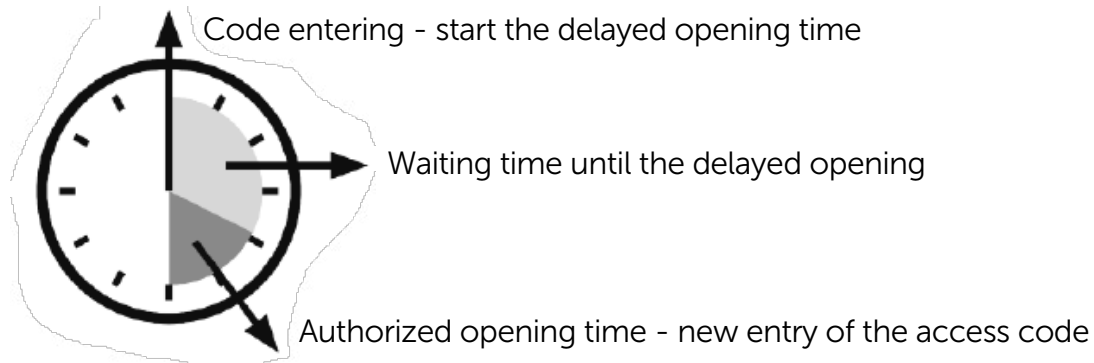 Code entering - start the delayed opening time
Waiting time until the delayed opening
Authorized opening time - new entry of the access code